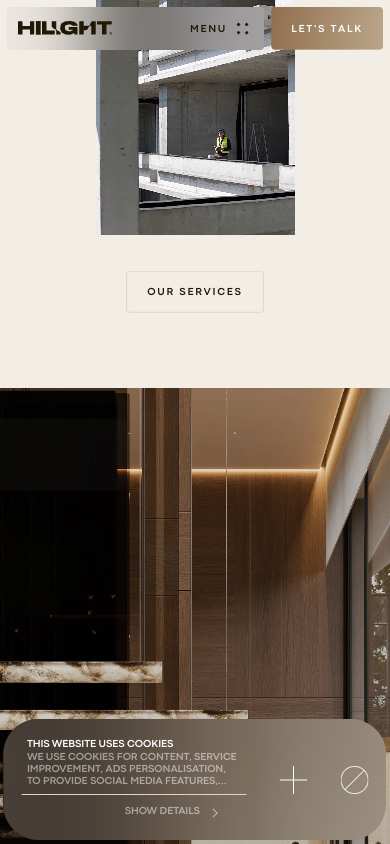 HILLIGHT
MENU
LET'S TALK
OUR SERVICES
THIS WEBSITE USES COOKIES
WE USE COOKIES FOR CONTENT, SERVICE
IMPROVEMENT, ADS PERSONALISATION,
TO PROVIDE SOCIAL MEDIA FEATURES,...
SHOW DETAILS